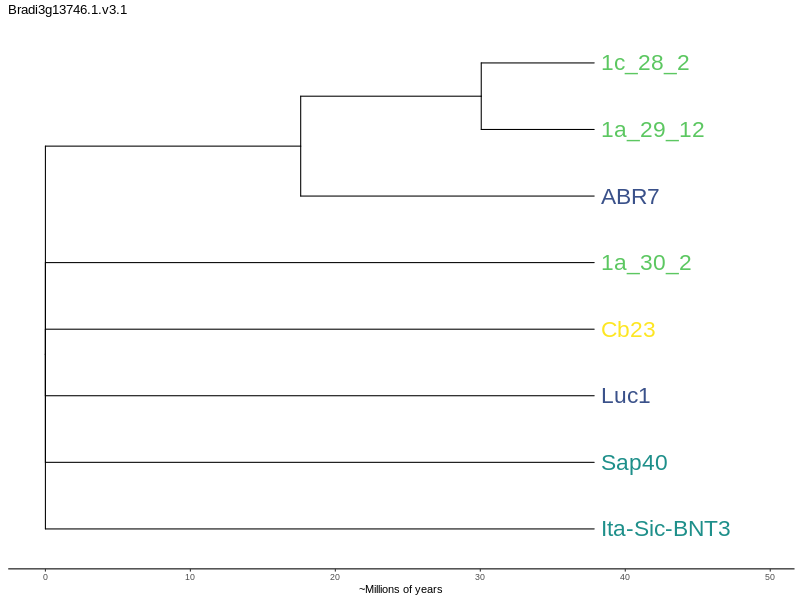 Bradi3g13746.1.v3.1
1c_28_2
1a_29_12
ABR7
1a_30_2
Cb23
Luc1
Sap40
Ita-Sic-BNT3
0 10 20 30 40 50
~Millions of years